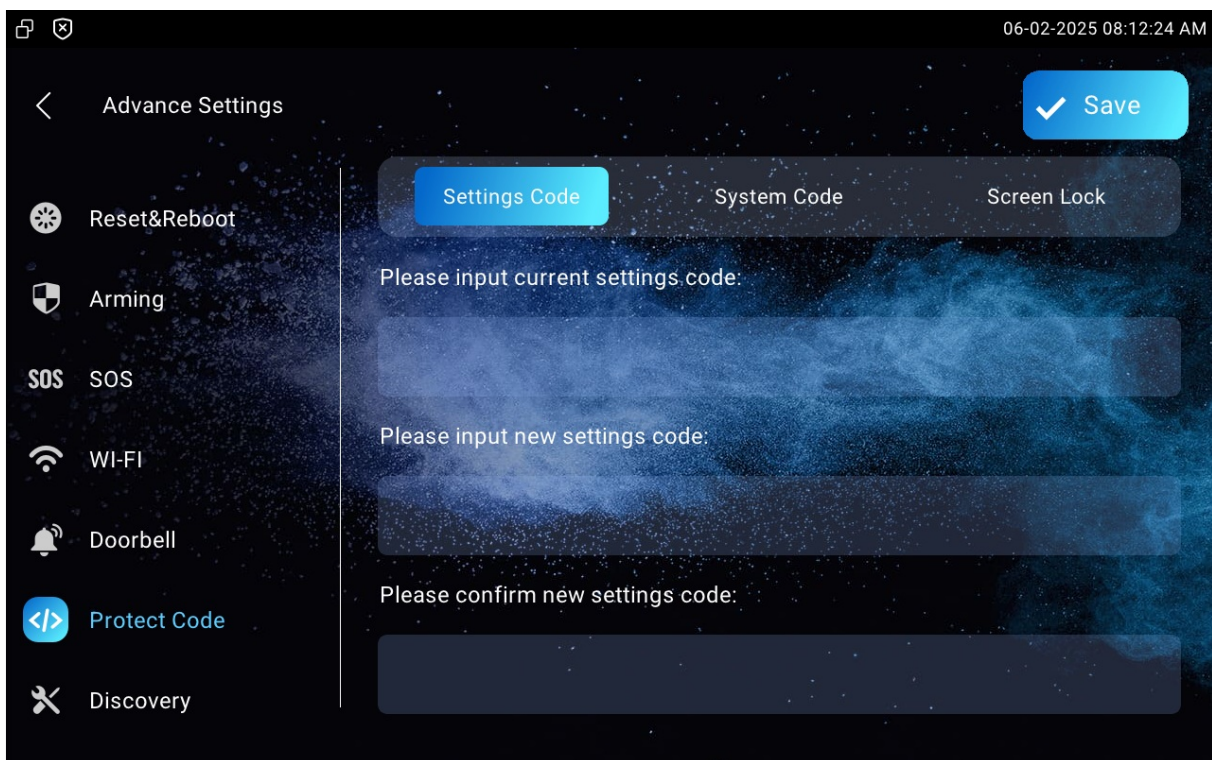 06-02-2025 08:12:24 AM
Advance Settings
Save
Reset&Reboot
Arming
SOS SOS
WI-FI
Doorbell
Protect Code
Discovery
Settings Code System Code Screen Lock
Please input current settings code:
Please input new settings code:
Please confirm new settings code: